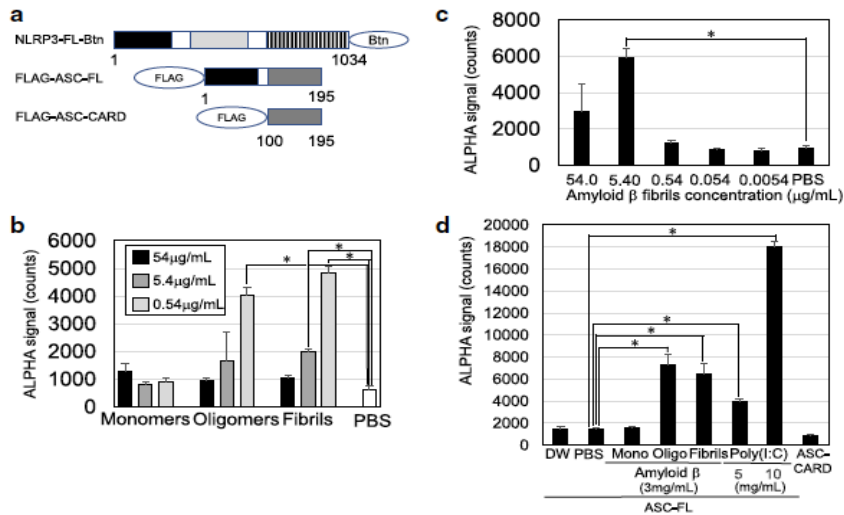 a
NLRP3-FL-Btn
Btn
1
1034
FLAG-ASC-FL
FLAG
1
195
FLAG-ASC-CARD
FLAG
100
195
b
ALPHA signal (counts)
6000
5000
4000
3000
2000
1000
0
54μg/mL
5.4μg/mL
0.54μg/mL
*
*
*
Monomers Oligomers Fibrils PBS
c
ALPHA signal (counts)
8000
6000
4000
2000
0
*
54.0 5.40 0.54 0.054 0.0054 PBS
Amyloid β fibrils concentration (μg/mL)
d
ALPHA signal (counts)
20000
18000
16000
14000
12000
10000
8000
6000
4000
2000
0
*
*
*
*
DW PBS Mono Oligo Fibrils Poly(I:C) ASC-CARD
Amyloid β 5 10
(3mg/mL) (mg/mL)
ASC-FL